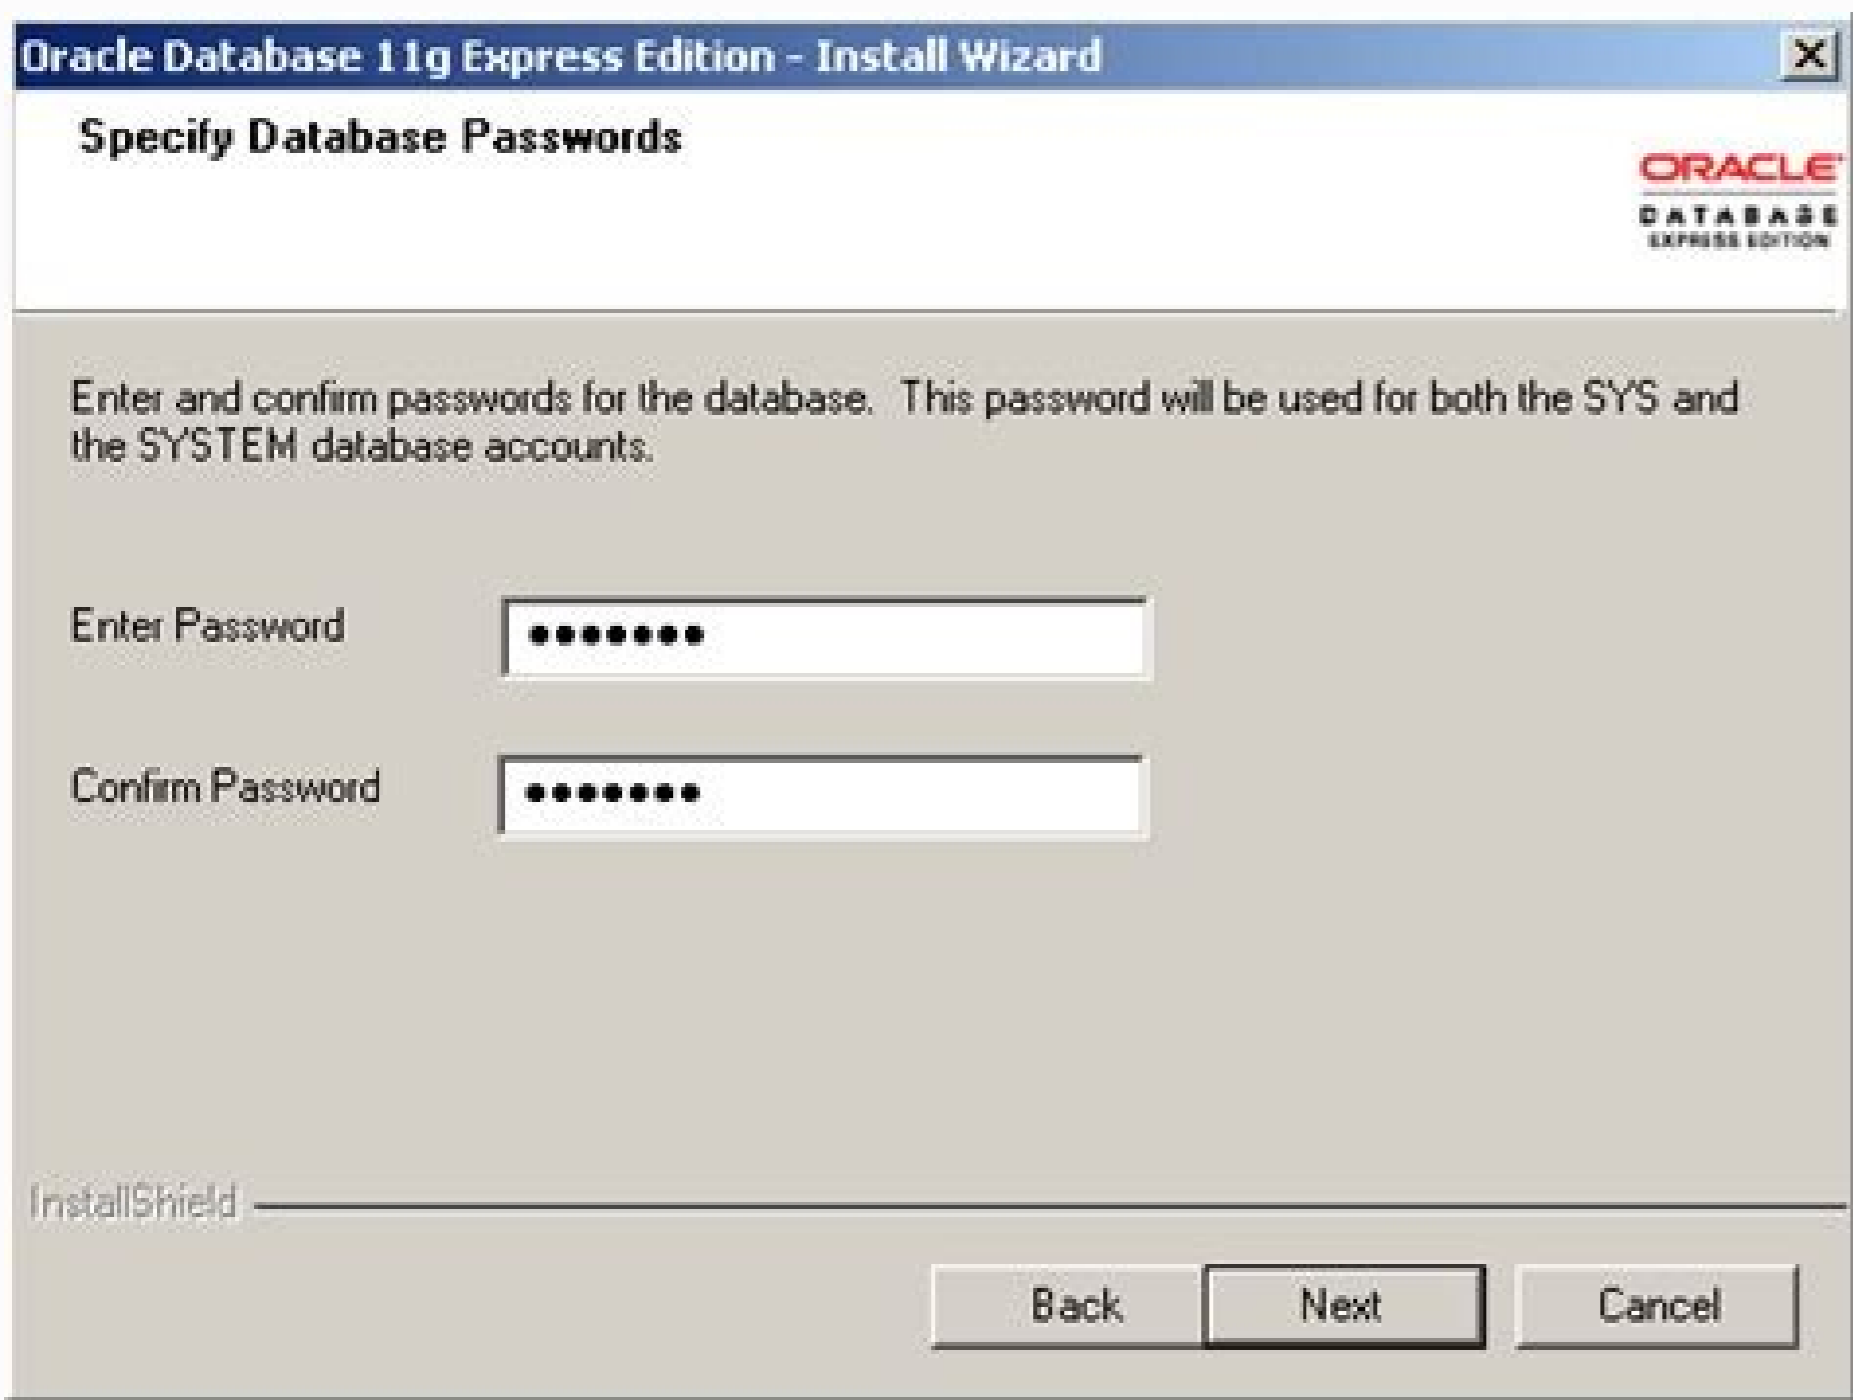 Oracle Database 11g Express Edition - Install Wizard
Specify Database Passwords
ORACLE
DATABASE
EXPRESS EDITION
Enter and confirm passwords for the database.  This password will be used for both the SYS and
the SYSTEM database accounts.
Enter Password
•••••••
Confirm Password
•••••••
InstallShield
Back
Next
Cancel